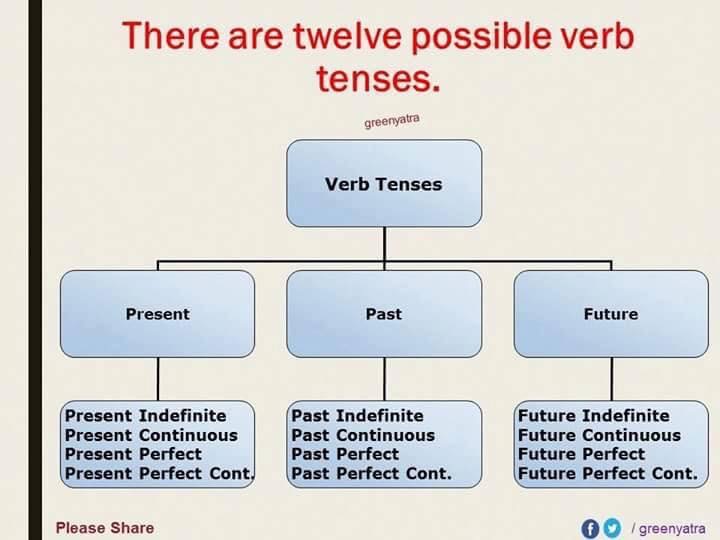 There are twelve possible verb
tenses.
greenyatra
Verb Tenses
Present
Past
Future
Present Indefinite
Present Continuous
Present Perfect
Present Perfect Cont.
Past Indefinite
Past Continuous
Past Perfect
Past Perfect Cont.
Future Indefinite
Future Continuous
Future Perfect
Future Perfect Cont.
Please Share
/ greenyatra